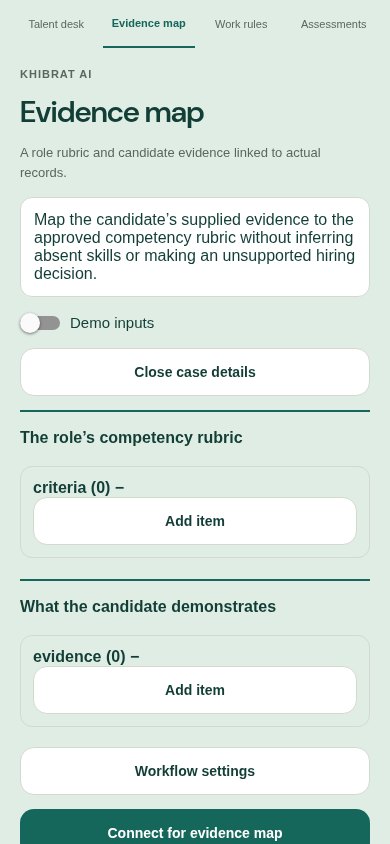 Talent desk
Evidence map
Work rules
Assessments
KHIBRAT AI
Evidence map
A role rubric and candidate evidence linked to actual
records.
Map the candidate’s supplied evidence to the
approved competency rubric without inferring
absent skills or making an unsupported hiring
decision.
Demo inputs
Close case details
The role’s competency rubric
criteria (0) –
Add item
What the candidate demonstrates
evidence (0) –
Add item
Workflow settings
Connect for evidence map